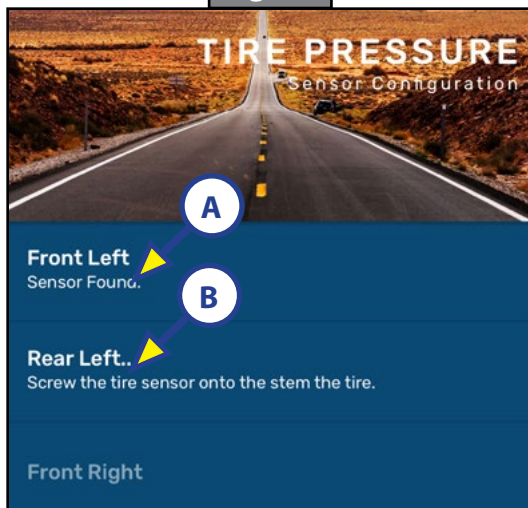 TIRE PRESSURE
Sensor Configuration
A
Front Left
Sensor Found.
B
Rear Left..
Screw the tire sensor onto the stem the tire.
Front Right